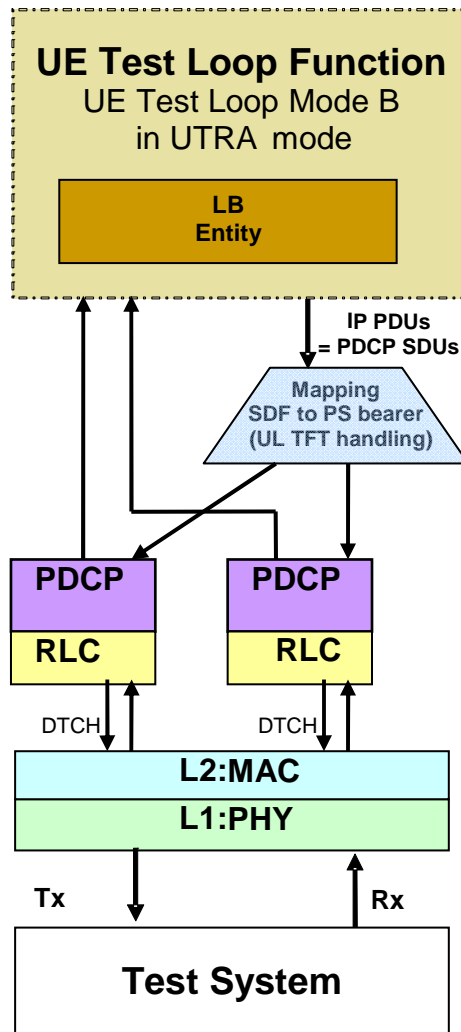 UE Test Loop Function
UE Test Loop Mode B
in UTRA mode
LB
Entity
IP PDUs
= PDCP SDUs
Mapping
SDF to PS bearer
(UL TFT handling)
PDCP
PDCP
RLC
RLC
DTCH
DTCH
L2:MAC
L1:PHY
Tx
Rx
Test System